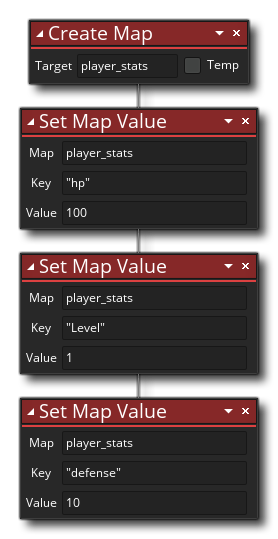 Create Map
Target player_stats Temp
Set Map Value
Map player_stats
Key "hp"
Value 100
Set Map Value
Map player_stats
Key "Level"
Value 1
Set Map Value
Map player_stats
Key "defense"
Value 10